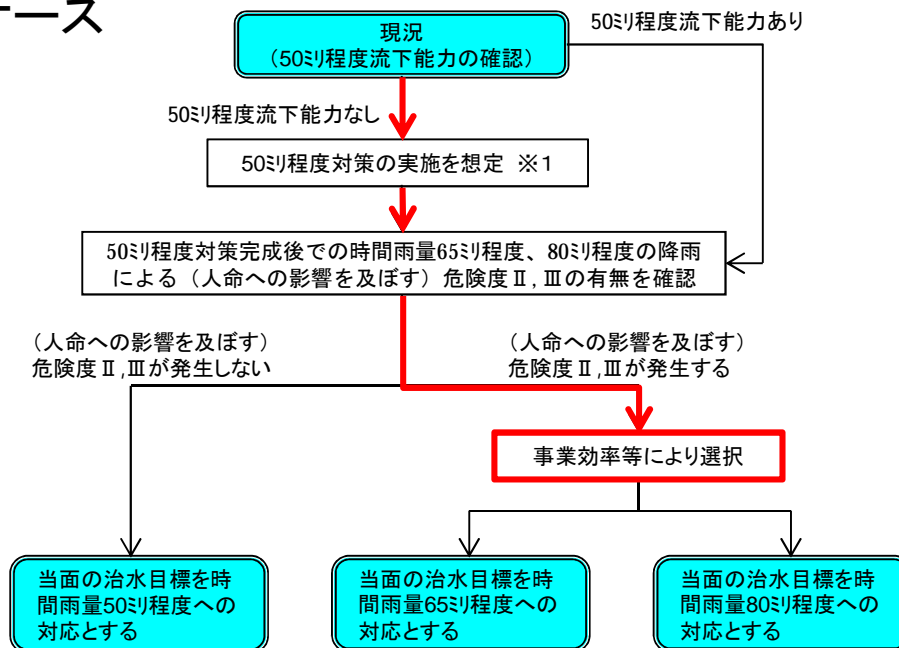 ケース
現況
（50ﾐﾘ程度流下能力の確認）
50ﾐﾘ程度流下能力あり
50ﾐﾘ程度流下能力なし
50ﾐﾘ程度対策の実施を想定 ※１
50ﾐﾘ程度対策完成後での時間雨量65ﾐﾘ程度、80ﾐﾘ程度の降雨
による（人命への影響を及ぼす）危険度Ⅱ,Ⅲの有無を確認
（人命への影響を及ぼす）
危険度Ⅱ,Ⅲが発生しない
（人命への影響を及ぼす）
危険度Ⅱ,Ⅲが発生する
事業効率等により選択
当面の治水目標を時
間雨量50ﾐﾘ程度への
対応とする
当面の治水目標を時
間雨量65ﾐﾘ程度への
対応とする
当面の治水目標を時
間雨量80ﾐﾘ程度への
対応とする